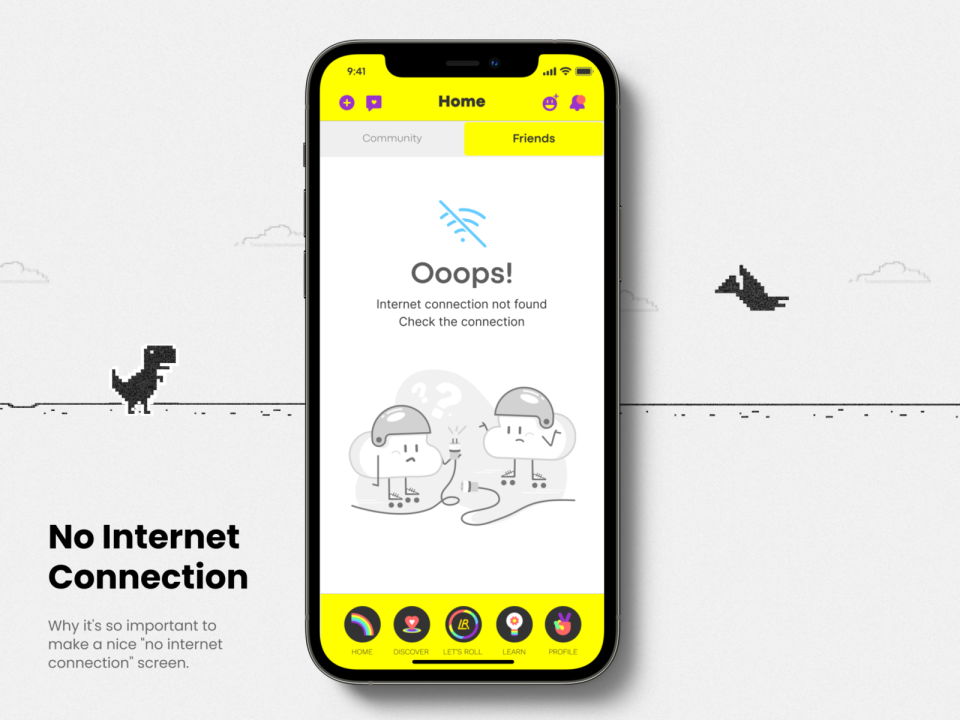 9:41
Home
Community
Friends
Ooops!
Internet connection not found
Check the connection
??
HOME
DISCOVER
LET'S ROLL
LR
LEARN
PROFILE
No Internet
Connection
Why it's so important to
make a nice "no internet
connection" screen.